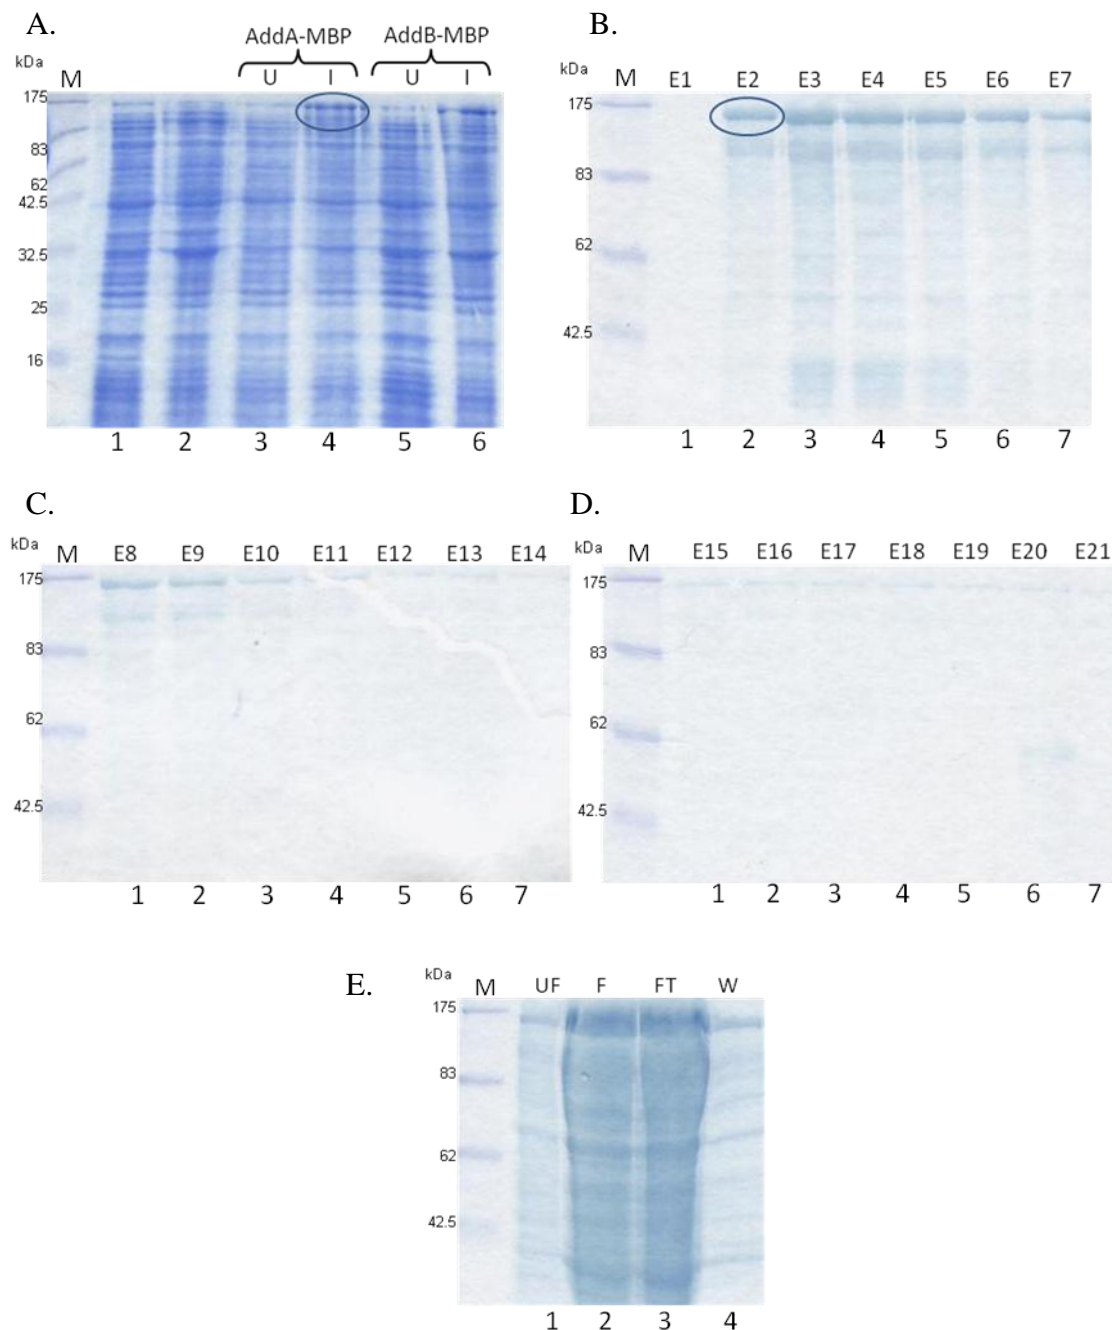 A.
AddA-MBP AddB-MBP
kDa
M U I U I
175
83
62
42.5
32.5
25
16
1 2 3 4 5 6
B.
kDa
M E1 E2 E3 E4 E5 E6 E7
175
83
62
42.5
1 2 3 4 5 6 7
C.
kDa
M E8 E9 E10 E11 E12 E13 E14
175
83
62
42.5
1 2 3 4 5 6 7
D.
kDa
M E15 E16 E17 E18 E19 E20 E21
175
83
62
42.5
1 2 3 4 5 6 7
E.
kDa
M UF F FT W
175
83
62
42.5
1 2 3 4